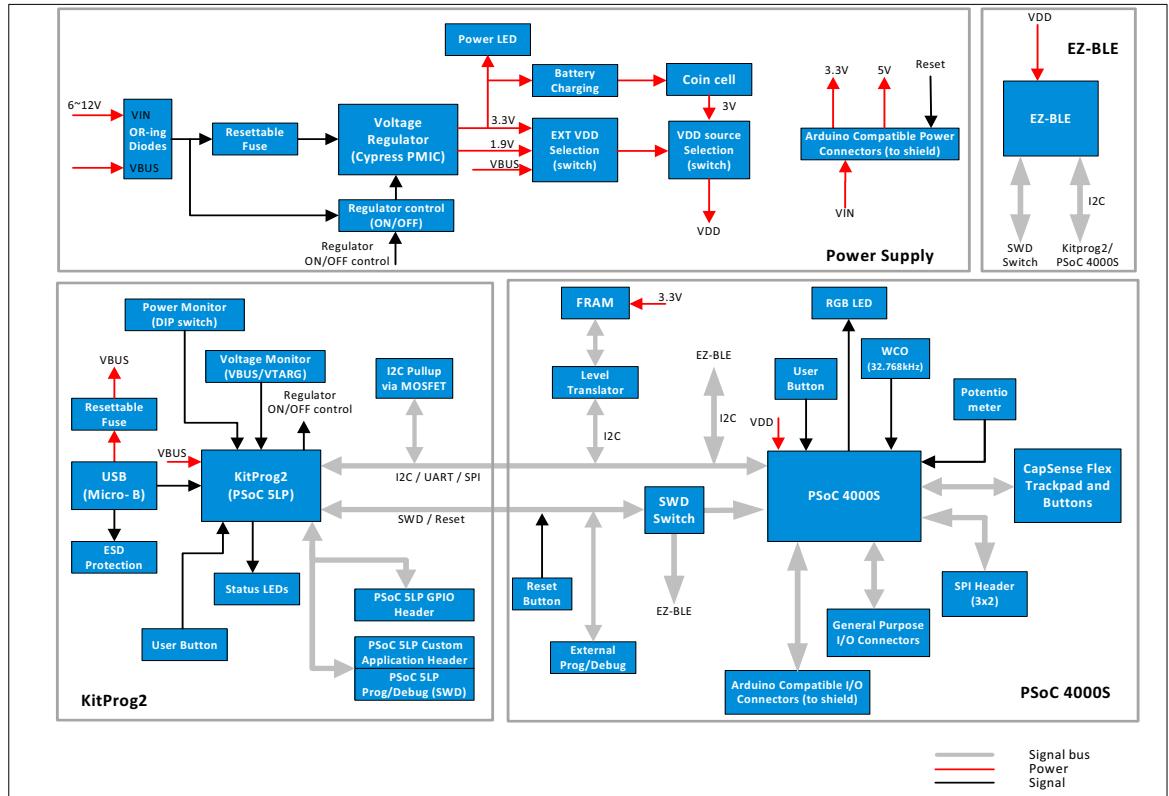 Power LED
Battery
Charging
Coin cell
3V
6~12V
VIN
OR-ing
Diodes
VBUS
Resettable
Fuse
Voltage
Regulator
(Cypress PMIC)
3.3V
1.9V
VBUS
EXT VDD
Selection
(switch)
VDD source
Selection
(switch)
VDD
Regulator control
(ON/OFF)
Regulator
ON/OFF control
3.3V
5V
Reset
Arduino Compatible Power
Connectors (to shield)
VIN
Power Supply
VDD
EZ-BLE
EZ-BLE
I2C
SWD
Switch
Kitprog2/
PSoC 4000S
Power Monitor
(DIP switch)
Voltage Monitor
(VBUS/VTARG)
Regulator
ON/OFF control
I2C Pullup
via MOSFET
VBUS
Resettable
Fuse
VBUS
USB
(Micro- B)
KitProg2
(PSoC 5LP)
ESD
Protection
Status LEDs
User Button
PSoC 5LP GPIO
Header
PSoC 5LP Custom
Application Header
PSoC 5LP
Prog/Debug (SWD)
KitProg2
I2C / UART / SPI
SWD / Reset
FRAM
3.3V
Level
Translator
I2C
EZ-BLE
I2C
RGB LED
User
Button
WCO
(32.768kHz)
Potentio
meter
VDD
PSoC 4000S
CapSense Flex
Trackpad and
Buttons
SWD
Switch
EZ-BLE
Reset
Button
External
Prog/Debug
SPI Header
(3x2)
General Purpose
I/O Connectors
Arduino Compatible I/O
Connectors (to shield)
PSoC 4000S
Signal bus
Power
Signal